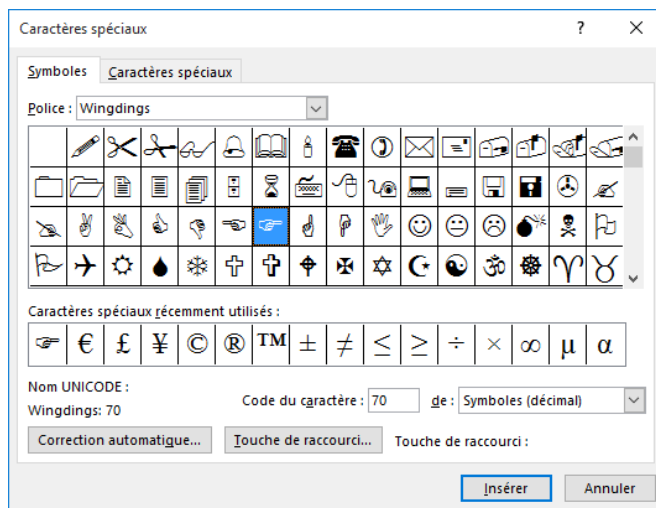 Caractères spéciaux
Symboles Caractères spéciaux
Police : Wingdings
Caractères spéciaux récemment utilisés :
☞ € £ ¥ © ® ™ ± ≠ ≤ ≥ ÷ × ∞ µ α
Nom UNICODE :
Wingdings: 70
Code du caractère : 70 de : Symboles (décimal)
Correction automatique... Touche de raccourci... Touche de raccourci :
Insérer Annuler